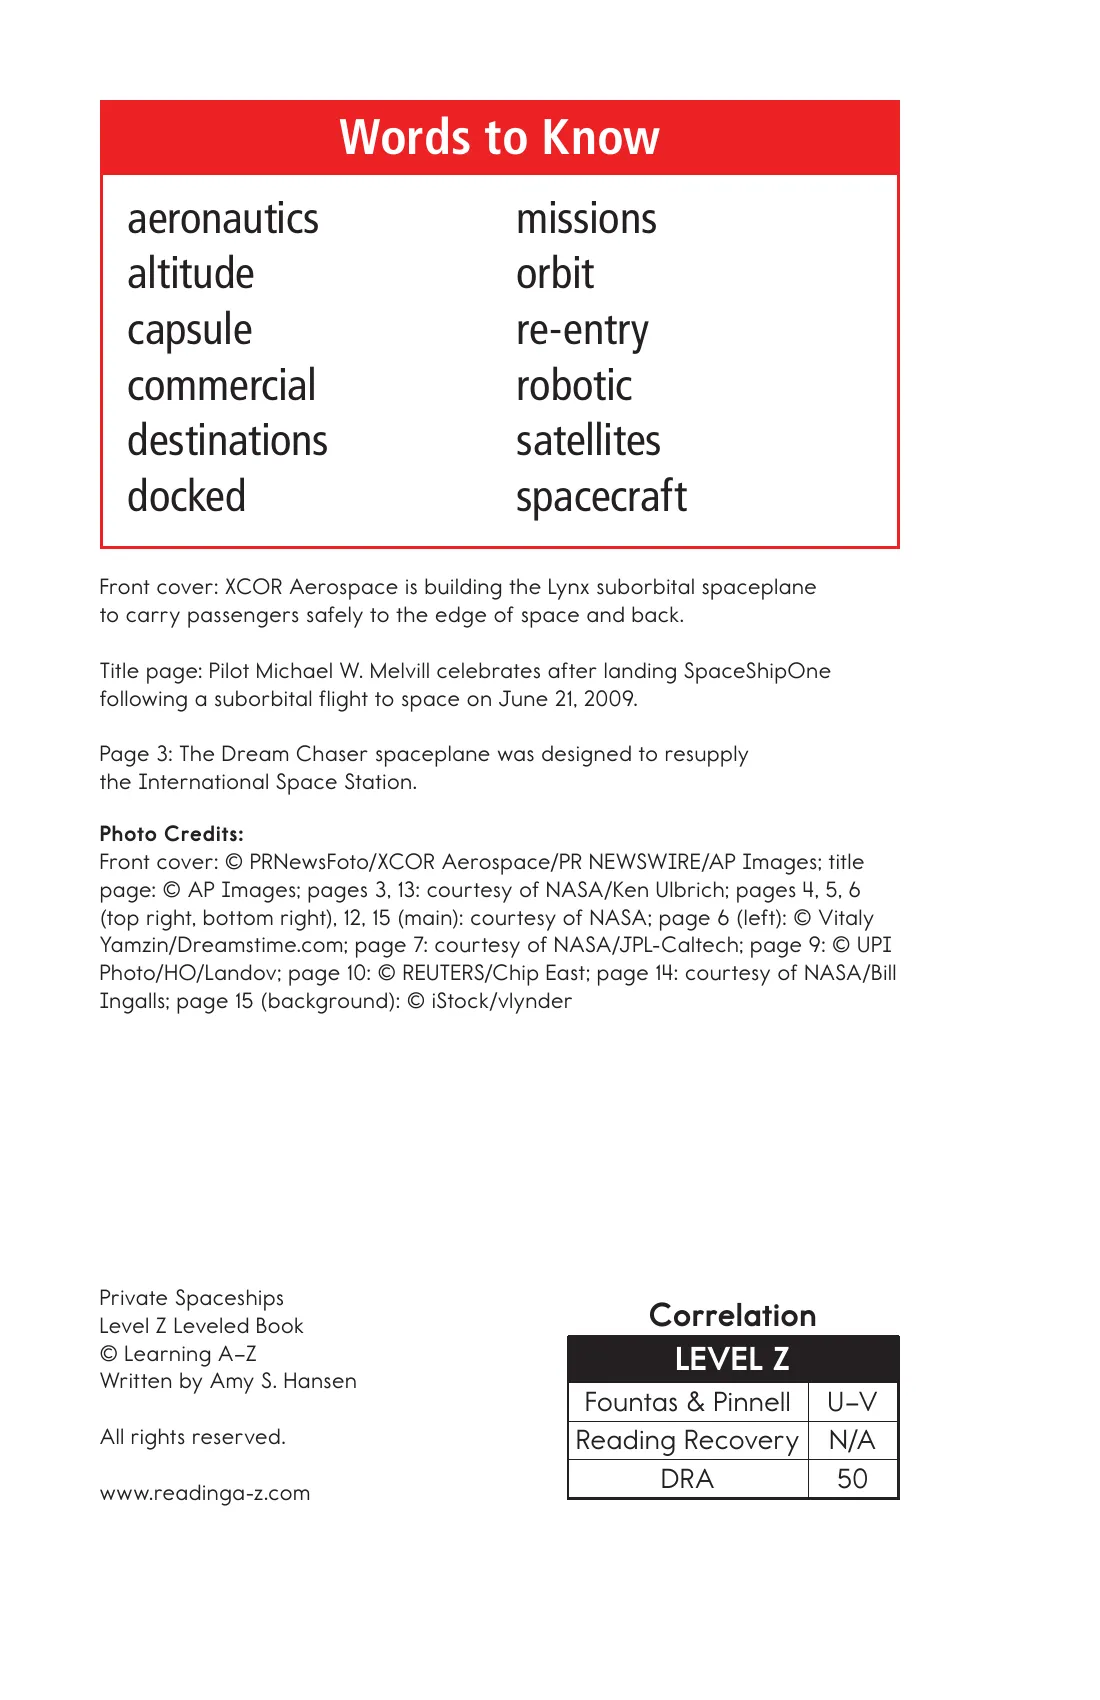 Words to Know
aeronautics
altitude
capsule
commercial
destinations
docked
missions
orbit
re-entry
robotic
satellites
spacecraft
Front cover: XCOR Aerospace is building the Lynx suborbital spaceplane
to carry passengers safely to the edge of space and back.
Title page: Pilot Michael W. Melvill celebrates after landing SpaceShipOne
following a suborbital flight to space on June 21, 2009.
Page 3: The Dream Chaser spaceplane was designed to resupply
the International Space Station.
Photo Credits:
Front cover: © PRNewsFoto/XCOR Aerospace/PR NEWSWIRE/AP Images; title
page: © AP Images; pages 3, 13: courtesy of NASA/Ken Ulbrich; pages 4, 5, 6
(top right, bottom right), 12, 15 (main): courtesy of NASA; page 6 (left): © Vitaly
Yamzin/Dreamstime.com; page 7: courtesy of NASA/JPL-Caltech; page 9: © UPI
Photo/HO/Landov; page 10: © REUTERS/Chip East; page 14: courtesy of NASA/Bill
Ingalls; page 15 (background): © iStock/vlynder
Private Spaceships
Level Z Leveled Book
© Learning A–Z
Written by Amy S. Hansen
All rights reserved.
www.readinga-z.com
Correlation
LEVEL Z
Fountas & Pinnell U–V
Reading Recovery N/A
DRA 50